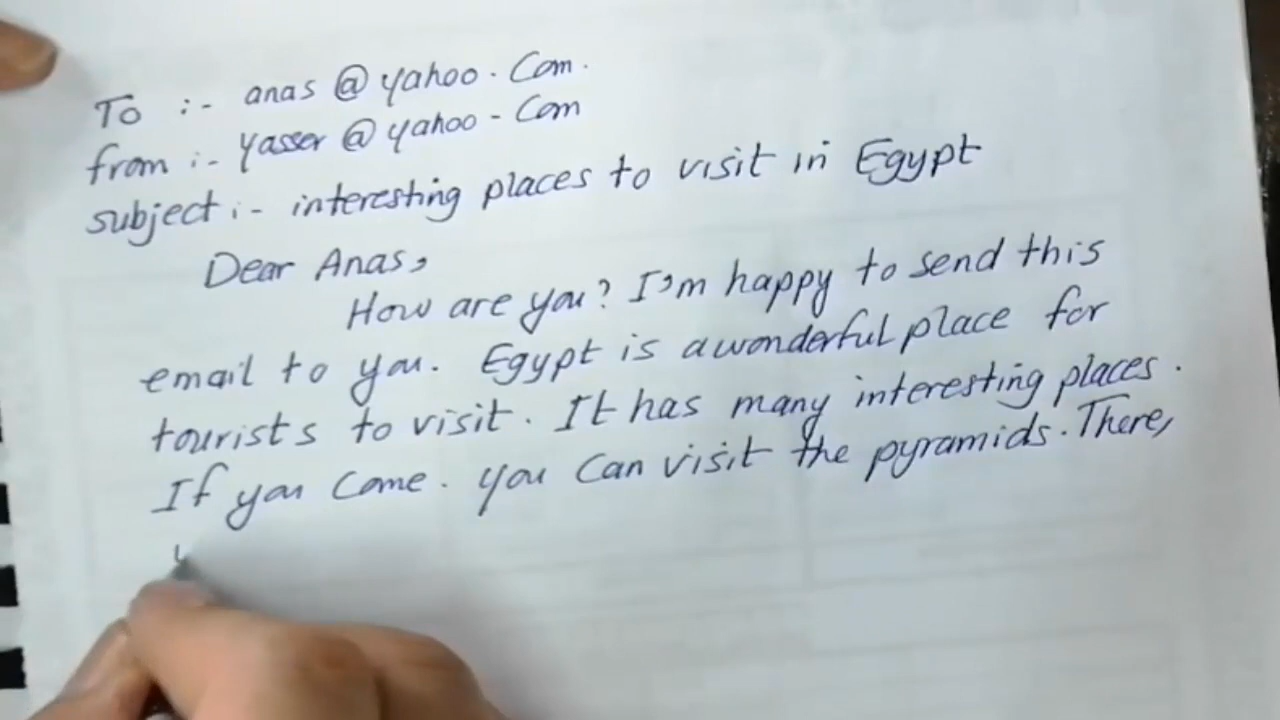 To :- anas @ yahoo. Com.
from :- yasser @ yahoo - Com
subject :- interesting places to visit in Egypt
Dear Anas,
How are you? I'm happy to send this
email to you. Egypt is a wonderful place for
tourists to visit. It has many interesting places.
If you come. you Can visit the pyramids. There,